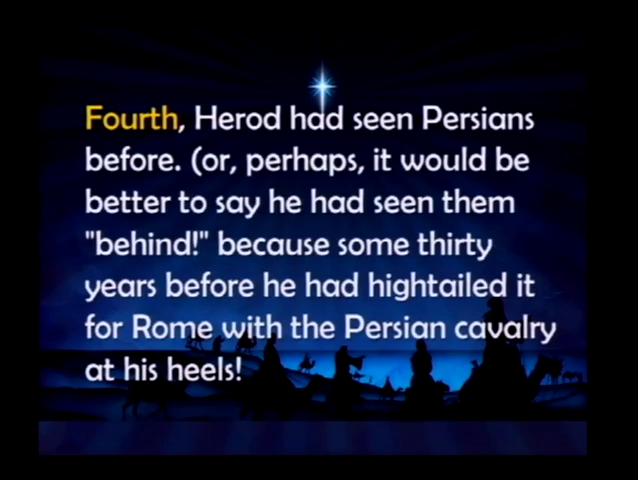 Fourth, Herod had seen Persians
before. (or, perhaps, it would be
better to say he had seen them
"behind!" because some thirty
years before he had hightailed it
for Rome with the Persian cavalry
at his heels!